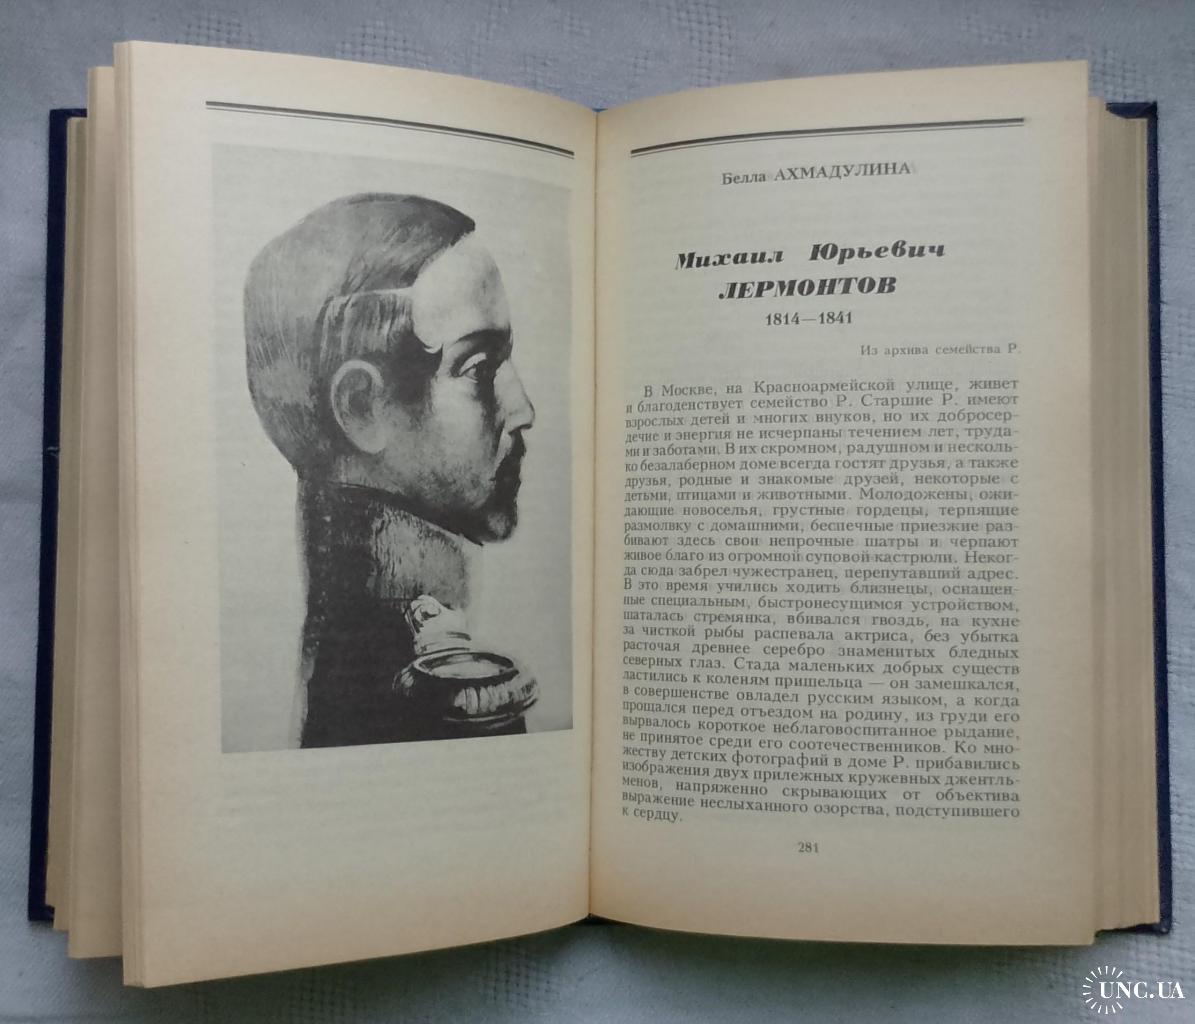 Белла АХМАДУЛИНА
Михаил Юрьевич
ЛЕРМОНТОВ
1814—1841
Из архива семейства Р.
В Москве, на Красноармейской улице, живет
и благоденствует семейство Р. Старшие Р. имеют
взрослых детей и многих внуков, но их добросер-
дечие и энергия не исчерпаны течением лет, труда-
ми и заботами. В их скромном, радушном и несколь-
ко безалаберном доме всегда гостят друзья, а также
друзья, родные и знакомые друзей, некоторые с
детьми, птицами и животными. Молодожены, ожи-
дающие новоселья, грустные гордецы, терпящие
размолвку с домашними, беспечные приезжие раз-
бивают здесь свои непрочные шатры и черпают
живое благо из огромной суповой кастрюли. Неког-
да сюда забрел чужестранец, перепутавший адрес.
В это время учились ходить близнецы, оснащен-
ные специальным, быстронесущимся устройством,
шаталась стремянка, вбивался гвоздь, на кухне
за чисткой рыбы распевала актриса, без убытка
расточая древнее серебро знаменитых бледных
северных глаз. Стада маленьких добрых существ
ластились к коленям пришельца — он замешкался,
в совершенстве овладел русским языком, а когда
прощался перед отъездом на родину, из груди его
вырвалось короткое неблаговоспитанное рыдание,
не принятое среди его соотечественников. Ко мно-
жеству детских фотографий в доме Р. прибавились
изображения двух прилежных кружевных джентль-
менов, напряженно скрывающих от объектива
выражение неслыханного озорства, подступившего
к сердцу.
281
UNC.UA